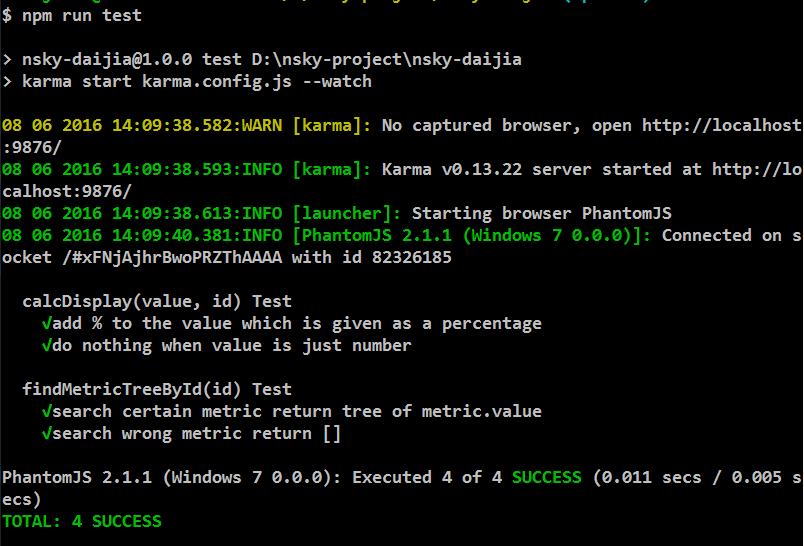 $ npm run test
> nsky-daijia@1.0.0 test D:\nsky-project\nsky-daijia
> karma start karma.config.js --watch
08 06 2016 14:09:38.582:WARN [karma]: No captured browser, open http://localhost
:9876/
08 06 2016 14:09:38.593:INFO [karma]: Karma v0.13.22 server started at http://lo
calhost:9876/
08 06 2016 14:09:38.613:INFO [launcher]: Starting browser PhantomJS
08 06 2016 14:09:40.381:INFO [PhantomJS 2.1.1 (Windows 7 0.0.0)]: Connected on s
ocket /#xFNjAjhrBwoPRZThAAAA with id 82326185
calcDisplay(value, id) Test
√add % to the value which is given as a percentage
√do nothing when value is just number
findMetricTreeById(id) Test
√search certain metric return tree of metric.value
√search wrong metric return []
PhantomJS 2.1.1 (Windows 7 0.0.0): Executed 4 of 4 SUCCESS (0.011 secs / 0.005 s
ecs)
TOTAL: 4 SUCCESS